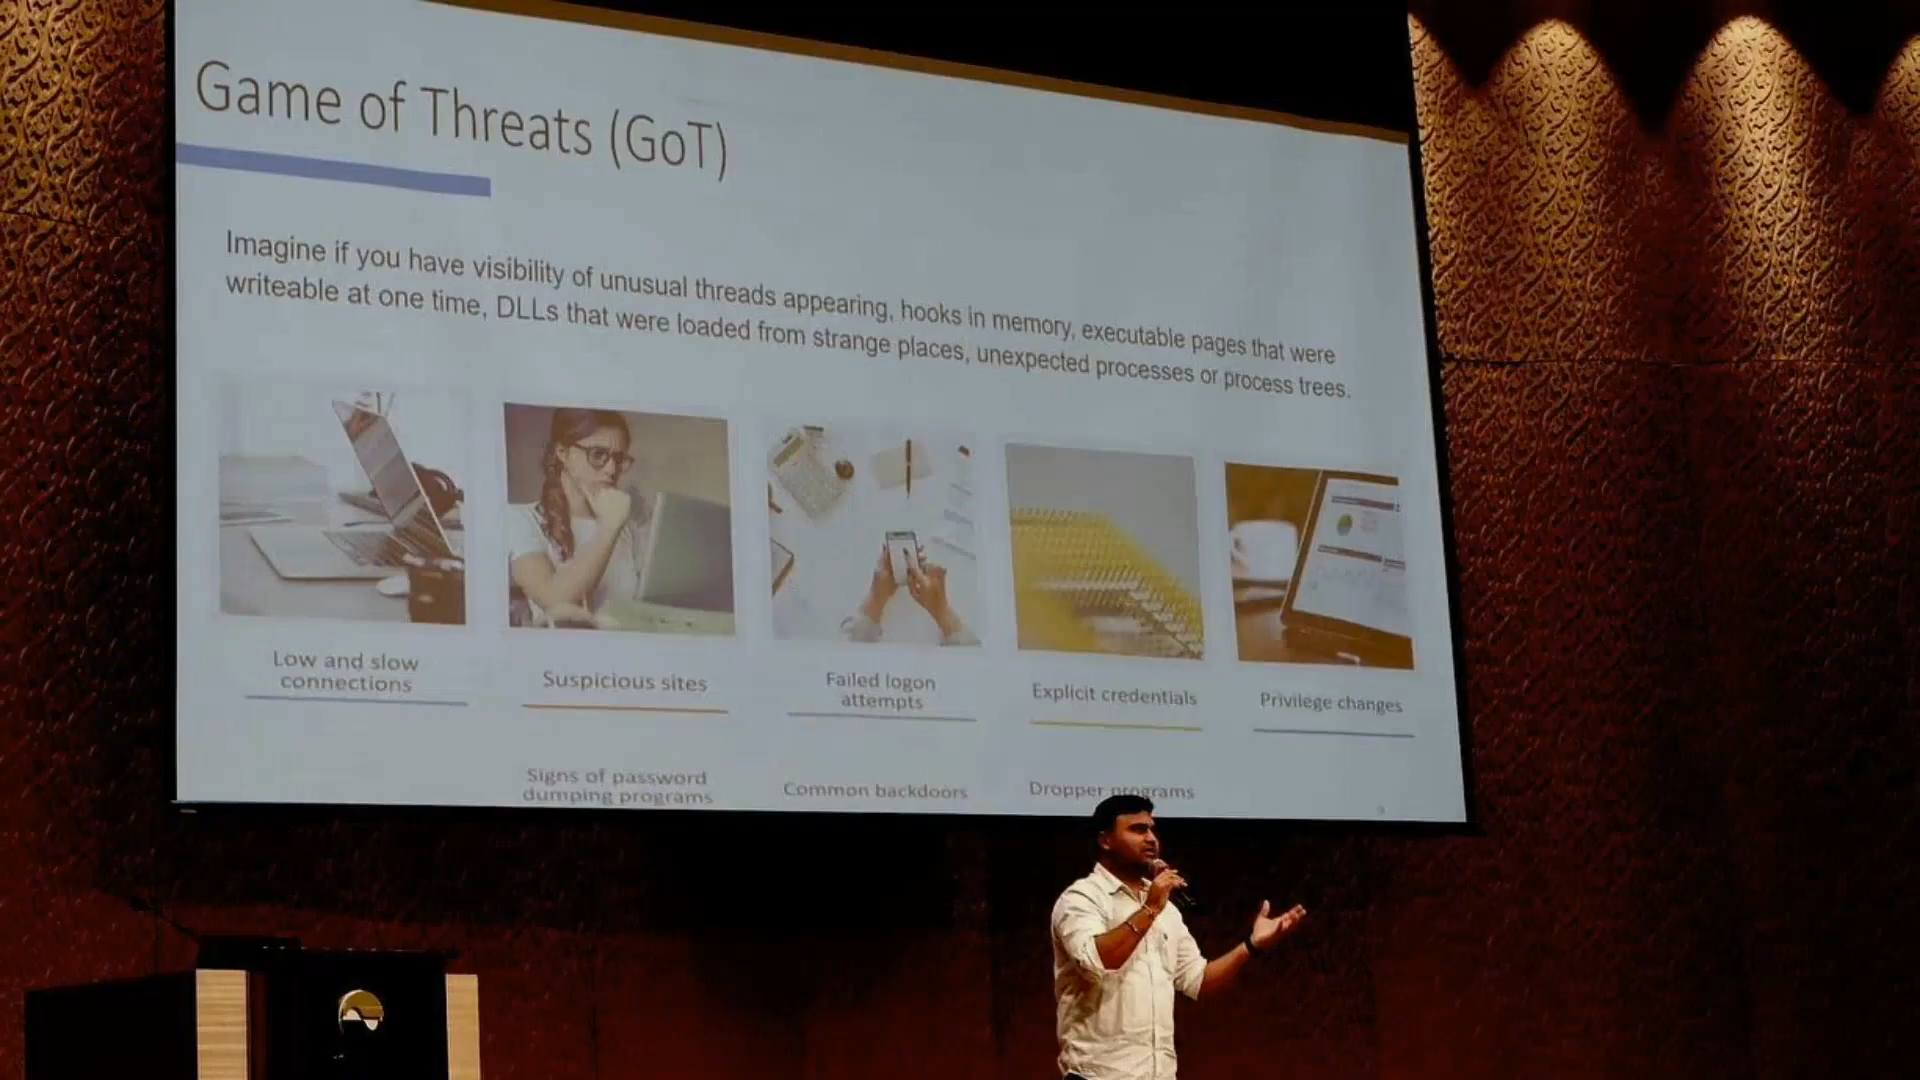 Game of Threats (GoT)
Imagine if you have visibility of unusual threads appearing, hooks in memory, executable pages that were
writeable at one time, DLLs that were loaded from strange places, unexpected processes or process trees.
Low and slow
connections
Suspicious sites
Failed logon
attempts
Explicit credentials
Privilege changes
Signs of password
dumping programs
Common backdoors
Dropper programs